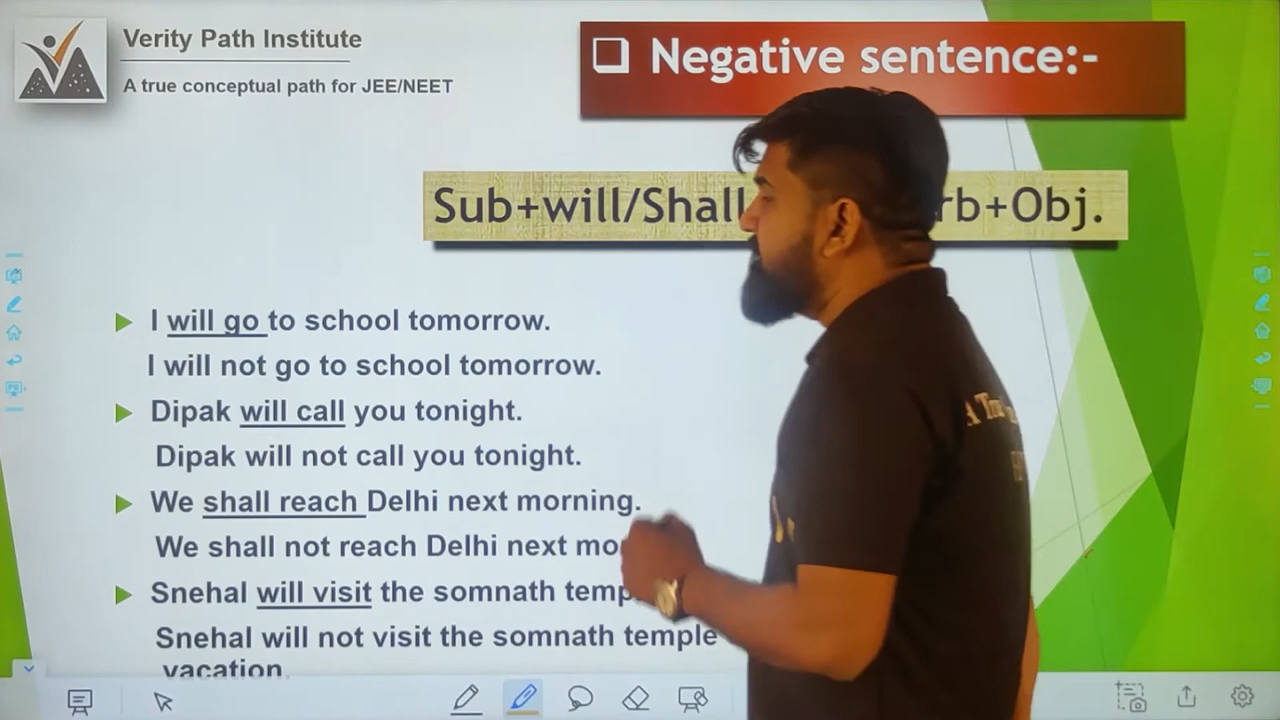 Verity Path Institute
A true conceptual path for JEE/NEET
Negative sentence:-
Sub+will/Shall rb+Obj.
I will go to school tomorrow.
I will not go to school tomorrow.
Dipak will call you tonight.
Dipak will not call you tonight.
We shall reach Delhi next morning.
We shall not reach Delhi next mo
Snehal will visit the somnath temp
Snehal will not visit the somnath temple
vacation.
A